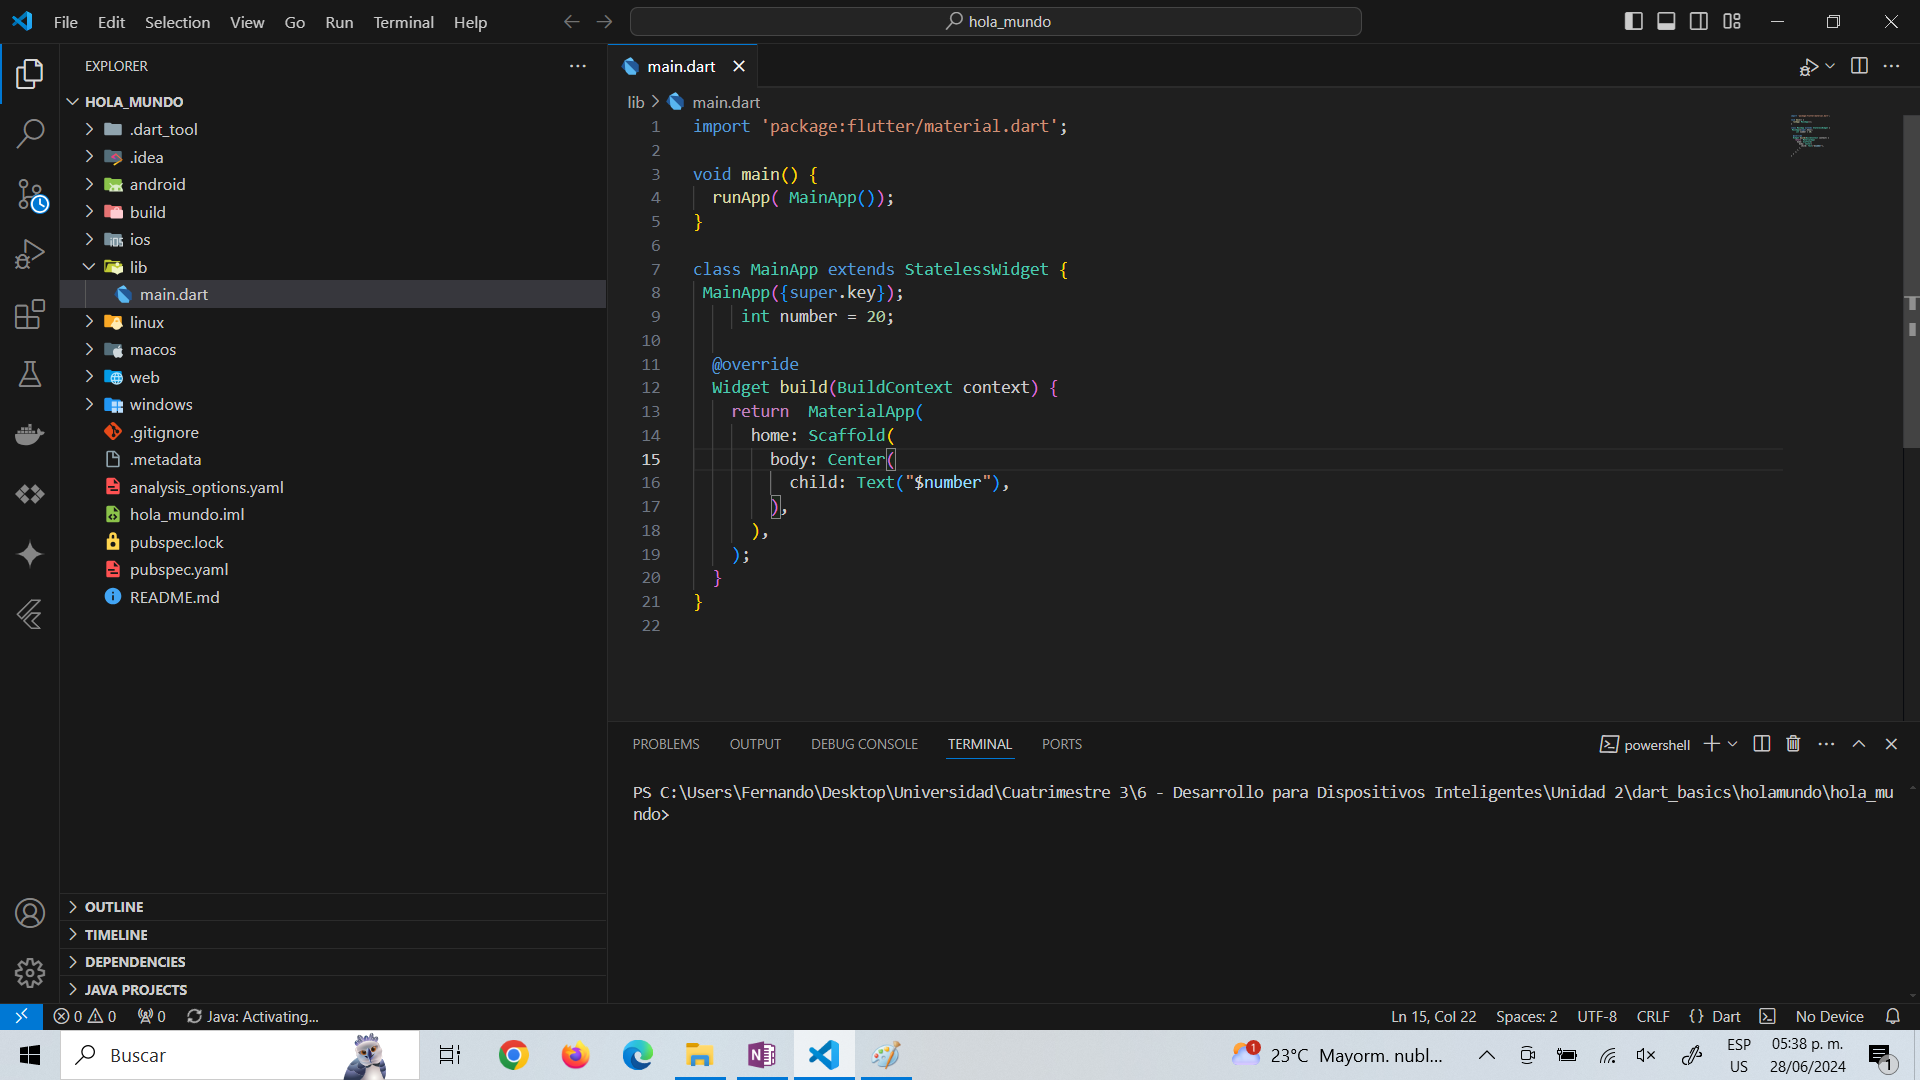 File Edit Selection View Go Run Terminal Help
hola_mundo
EXPLORER
HOLA_MUNDO
.dart_tool
.idea
android
build
ios
lib
main.dart
linux
macos
web
windows
.gitignore
.metadata
analysis_options.yaml
hola_mundo.iml
pubspec.lock
pubspec.yaml
README.md
OUTLINE
TIMELINE
DEPENDENCIES
JAVA PROJECTS
main.dart
lib > main.dart
1 import 'package:flutter/material.dart';
2
3 void main() {
4 runApp( MainApp());
5 }
6
7 class MainApp extends StatelessWidget {
8 MainApp({super.key});
9 int number = 20;
10
11 @override
12 Widget build(BuildContext context) {
13 return  MaterialApp(
14 home: Scaffold(
15 body: Center(
16 child: Text("$number"),
17 ),
18 ),
19 );
20 }
21 }
22
PROBLEMS OUTPUT DEBUG CONSOLE TERMINAL PORTS
powershell
PS C:\Users\Fernando\Desktop\Universidad\Cuatrimestre 3\6 - Desarrollo para Dispositivos Inteligentes\Unidad 2\dart_basics\holamundo\hola_mu
ndo>
0 0 0 Java: Activating... Ln 15, Col 22 Spaces: 2 UTF-8 CRLF {} Dart No Device
Buscar
1 23°C Mayorm. nubl...
ESP
US
05:38 p. m.
28/06/2024
1